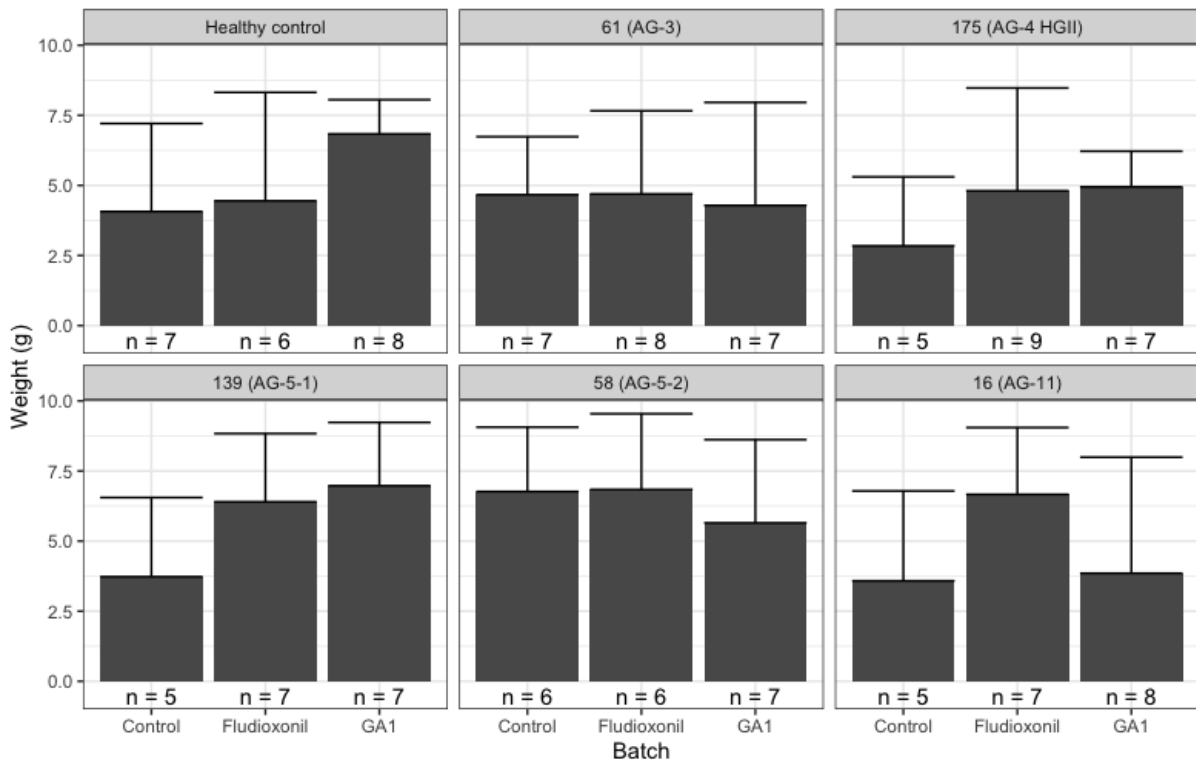 Healthy control
61 (AG-3)
175 (AG-4 HGII)
10.0
7.5
5.0
2.5
0.0
n = 7
n = 6
n = 8
n = 7
n = 8
n = 7
n = 5
n = 9
n = 7
Weight (g)
139 (AG-5-1)
58 (AG-5-2)
16 (AG-11)
10.0
7.5
5.0
2.5
0.0
n = 5
n = 7
n = 7
n = 6
n = 6
n = 7
n = 5
n = 7
n = 8
Control
Fludioxonil
GA1
Control
Fludioxonil
GA1
Control
Fludioxonil
GA1
Batch